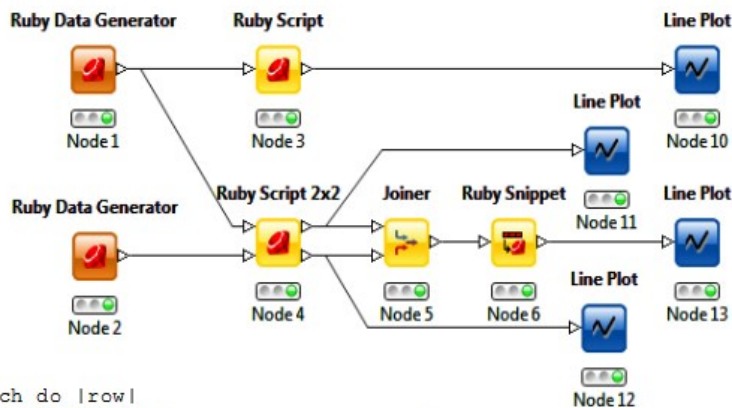 Ruby Data Generator
Ruby Script
Line Plot
Node 1
Node 3
Line Plot
Node 10
Ruby Data Generator
Ruby Script 2x2
Joiner
Ruby Snippet
Node 11
Line Plot
Node 2
Node 4
Node 5
Node 6
Line Plot
Node 13
ch do |row|
Node 12